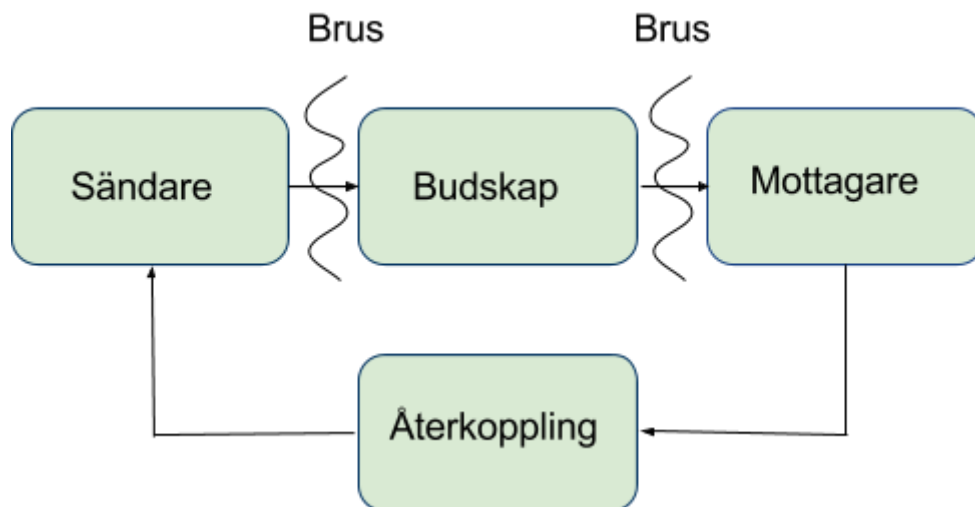 Brus
Brus
Sändare
Budskap
Mottagare
Återkoppling